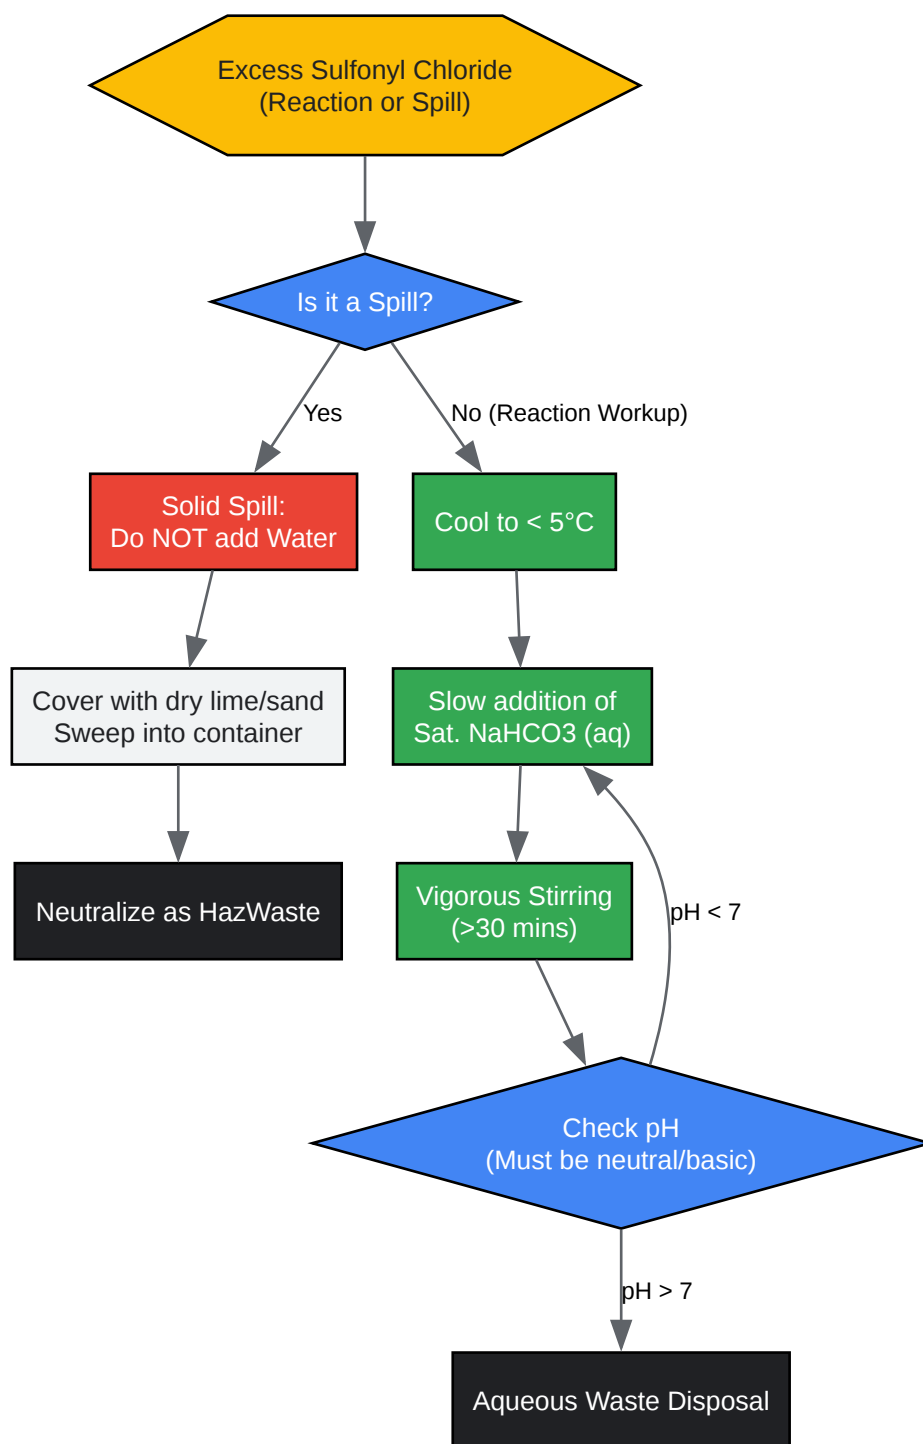 Excess Sulfonyl Chloride
(Reaction or Spill)
Is it a Spill?
Yes
No (Reaction Workup)
Solid Spill:
Do NOT add Water
Cool to < 5°C
Cover with dry lime/sand
Sweep into container
Slow addition of
Sat. NaHCO3 (aq)
Neutralize as HazWaste
Vigorous Stirring
(>30 mins)
pH < 7
Check pH
(Must be neutral/basic)
pH > 7
Aqueous Waste Disposal